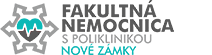 FAKULTNÁ
NEMOCNICA
S POLIKLINIKOU
NOVÉ ZÁMKY